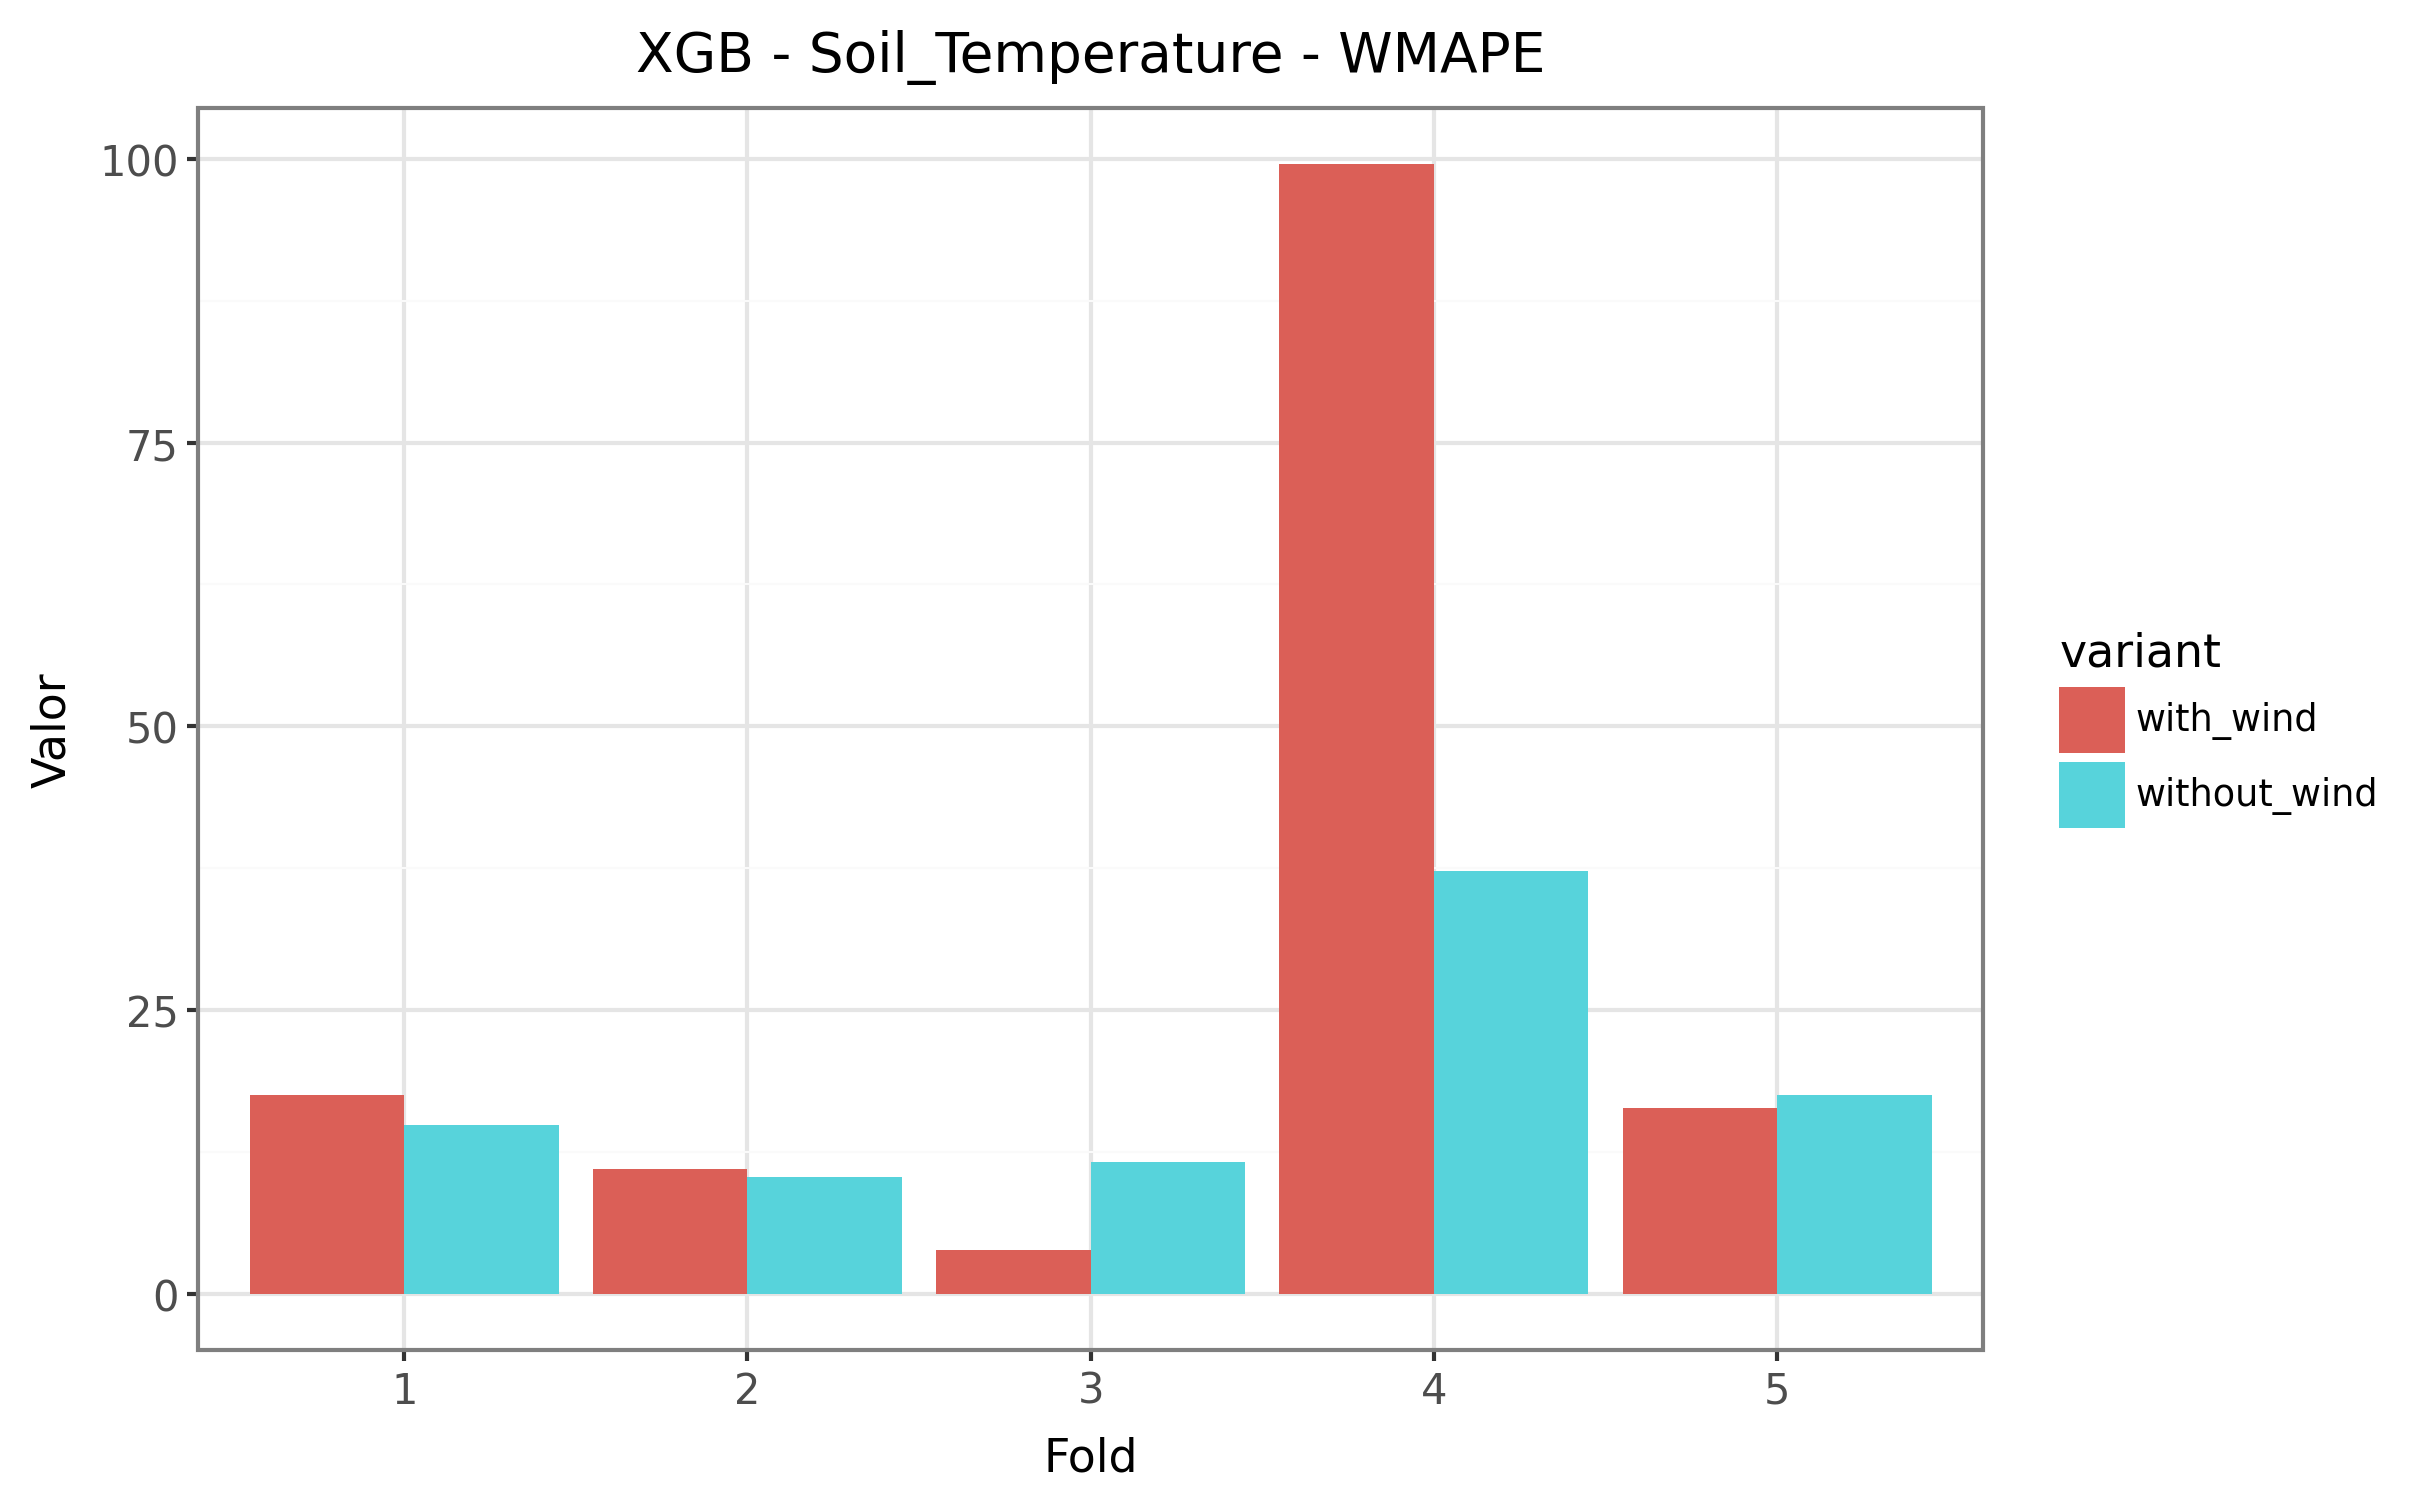 XGB - Soil_Temperature - WMAPE
Valor
100
75
50
25
0
1 2 3 4 5
Fold
variant
with_wind
without_wind